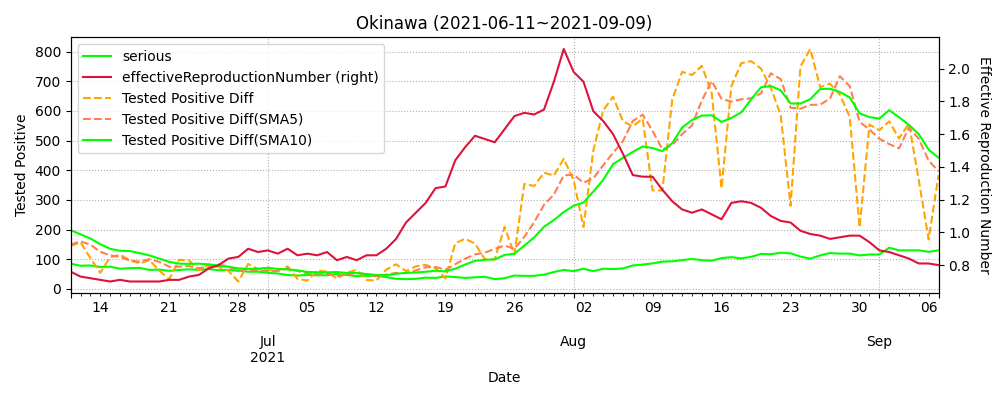 Okinawa (2021-06-11~2021-09-09)
serious
effectiveReproductionNumber (right)
Tested Positive Diff
Tested Positive Diff(SMA5)
Tested Positive Diff(SMA10)
Tested Positive
800
700
600
500
400
300
200
100
0
2.0
1.8
1.6
1.4
1.2
1.0
0.8
Effective Reproduction Number
14 21 28 05 12 19 26 02 09 16 23 30 06
Jul Aug Sep
2021
Date